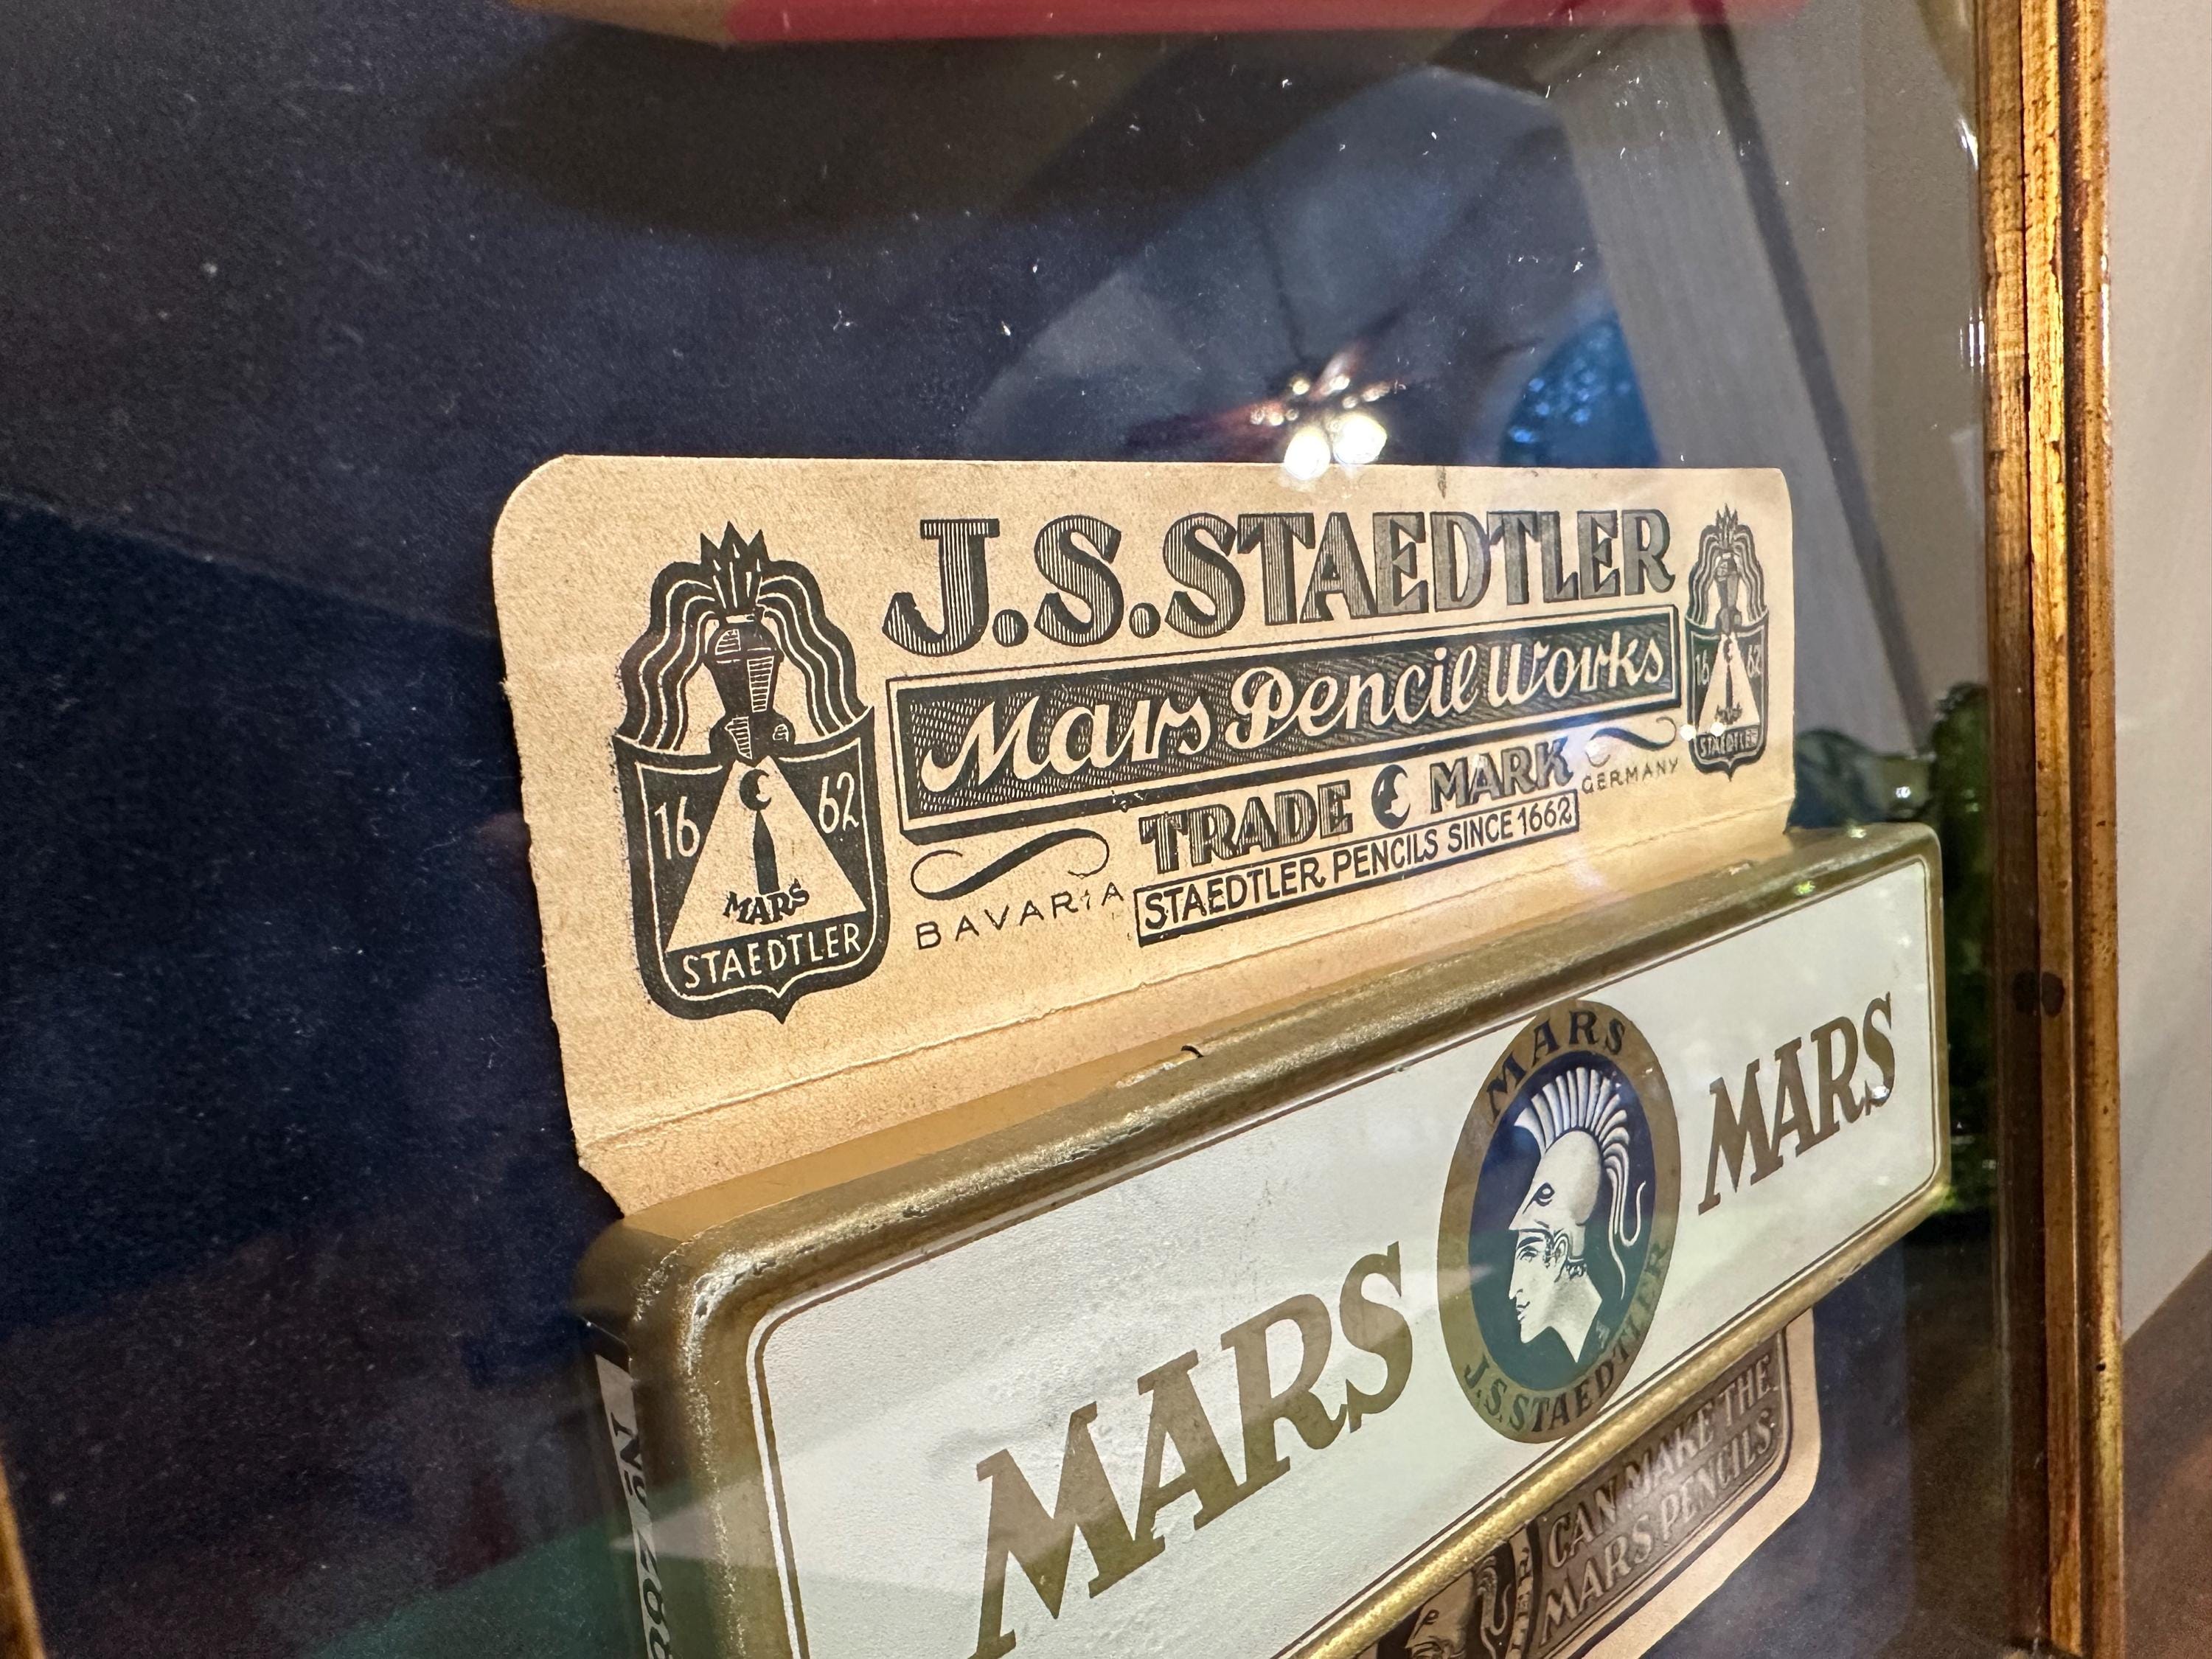 J.S.STAEDTLER
Mars Pencil Works
TRADE MARK
GERMANY
BAVARIA
STAEDTLER PENCILS SINCE 1662
16 62
MARS
STAEDTLER
16 62
MARS
STAEDTLER
MARS
MARS
J.S.STAEDTLER
MARS
CAN MAKE THE
MARS PENCILS